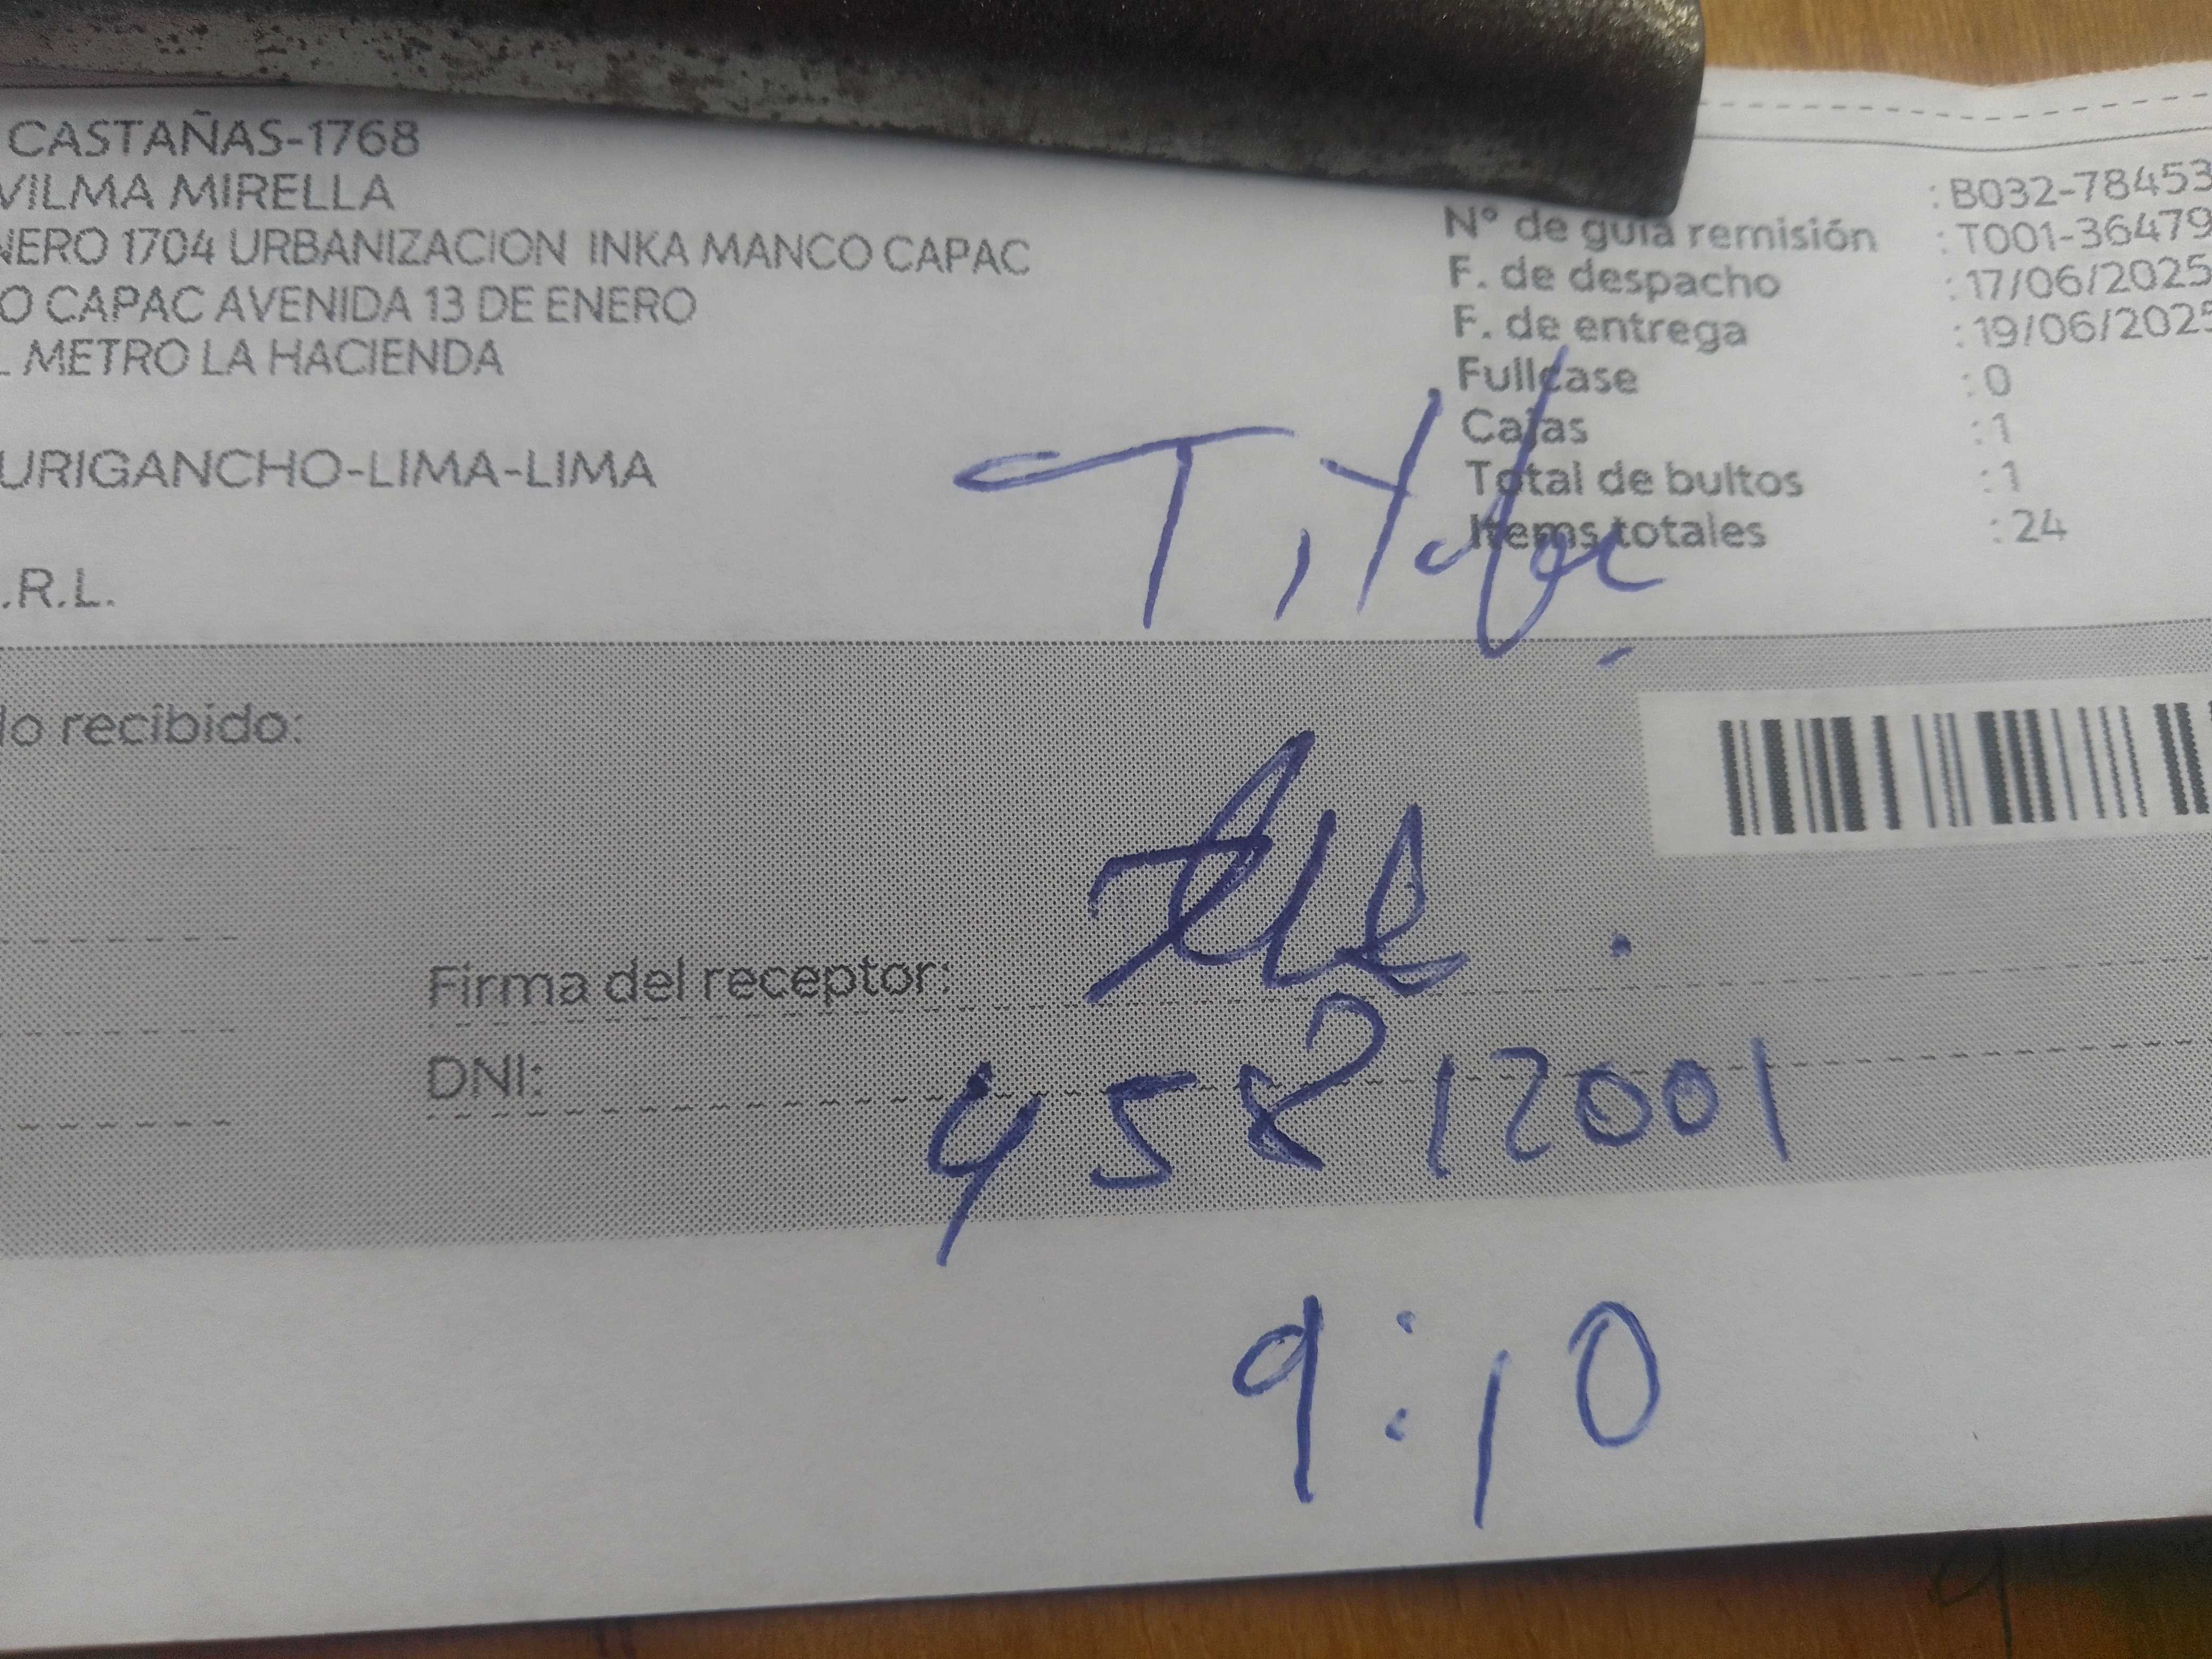 CASTAÑAS-1768
VILMA MIRELLA
NERO 1704 URBANIZACION INKA MANCO CAPAC
O CAPAC AVENIDA 13 DE ENERO
L METRO LA HACIENDA
URIGANCHO-LIMA-LIMA
.R.L.
: B032-78453
N° de guia remisión : T001-36479
F. de despacho : 17/06/2025
F. de entrega : 19/06/2025
Fullcase : 0
Cajas : 1
Total de bultos : 1
Items totales : 24
Titular
lo recibido:
Firma del receptor:
DNI: 45812001
9:10